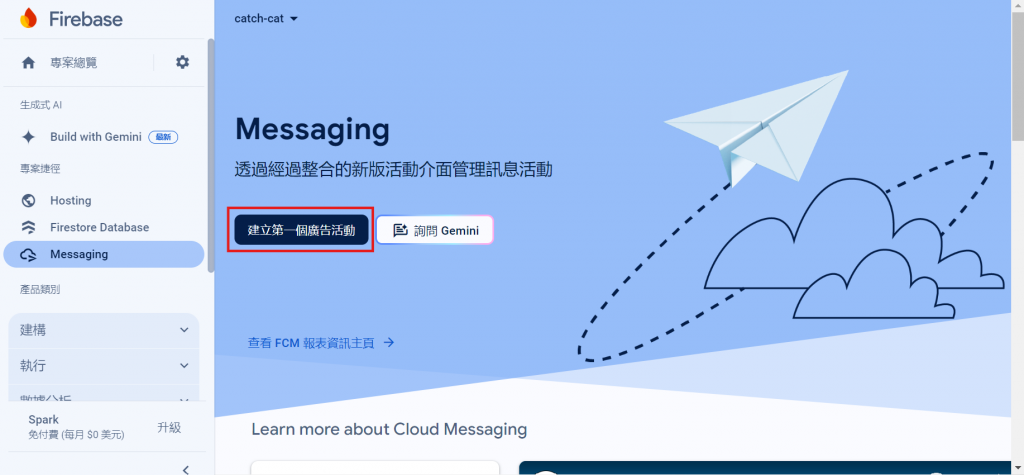 Firebase
專案總覽
生成式 AI
Build with Gemini 最新
專案捷徑
Hosting
Firestore Database
Messaging
產品類別
建構
執行
數據分析
Spark
免付費 (每月 $0 美元)
升級
catch-cat
Messaging
透過經過整合的新版活動介面管理訊息活動
建立第一個廣告活動
詢問 Gemini
查看 FCM 報表資訊主頁
Learn more about Cloud Messaging